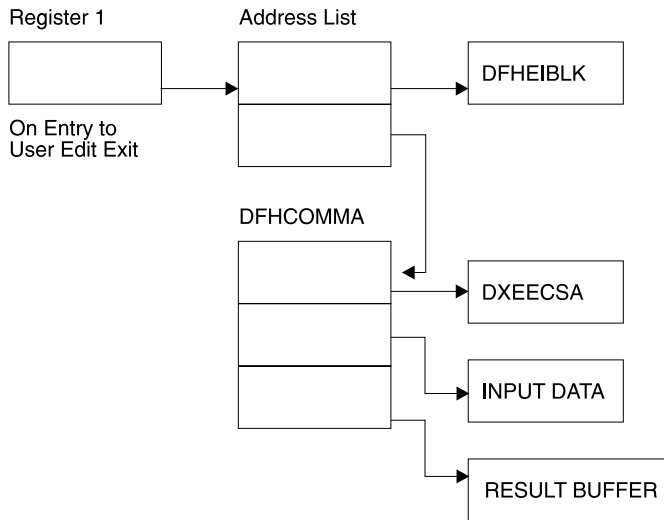 Register 1
Address List
DFHEIBLK
On Entry to
User Edit Exit
DFHCOMMA
DXEECSA
INPUT DATA
RESULT BUFFER